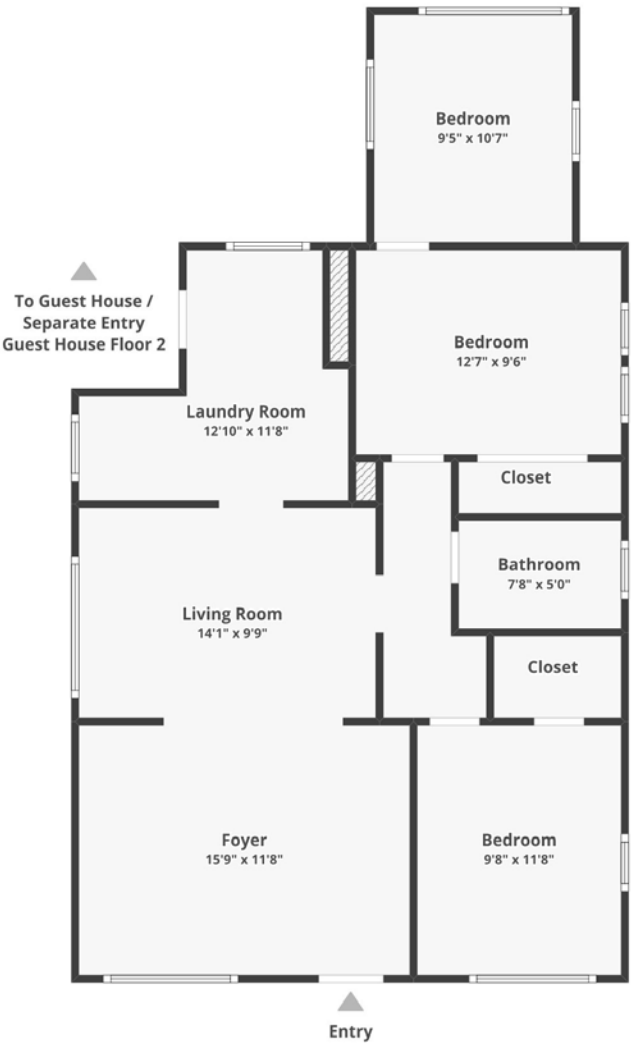 Bedroom
9'5" x 10'7"
To Guest House /
Separate Entry
Guest House Floor 2
Bedroom
12'7" x 9'6"
Laundry Room
12'10" x 11'8"
Closet
Bathroom
7'8" x 5'0"
Living Room
14'1" x 9'9"
Closet
Foyer
15'9" x 11'8"
Bedroom
9'8" x 11'8"
Entry